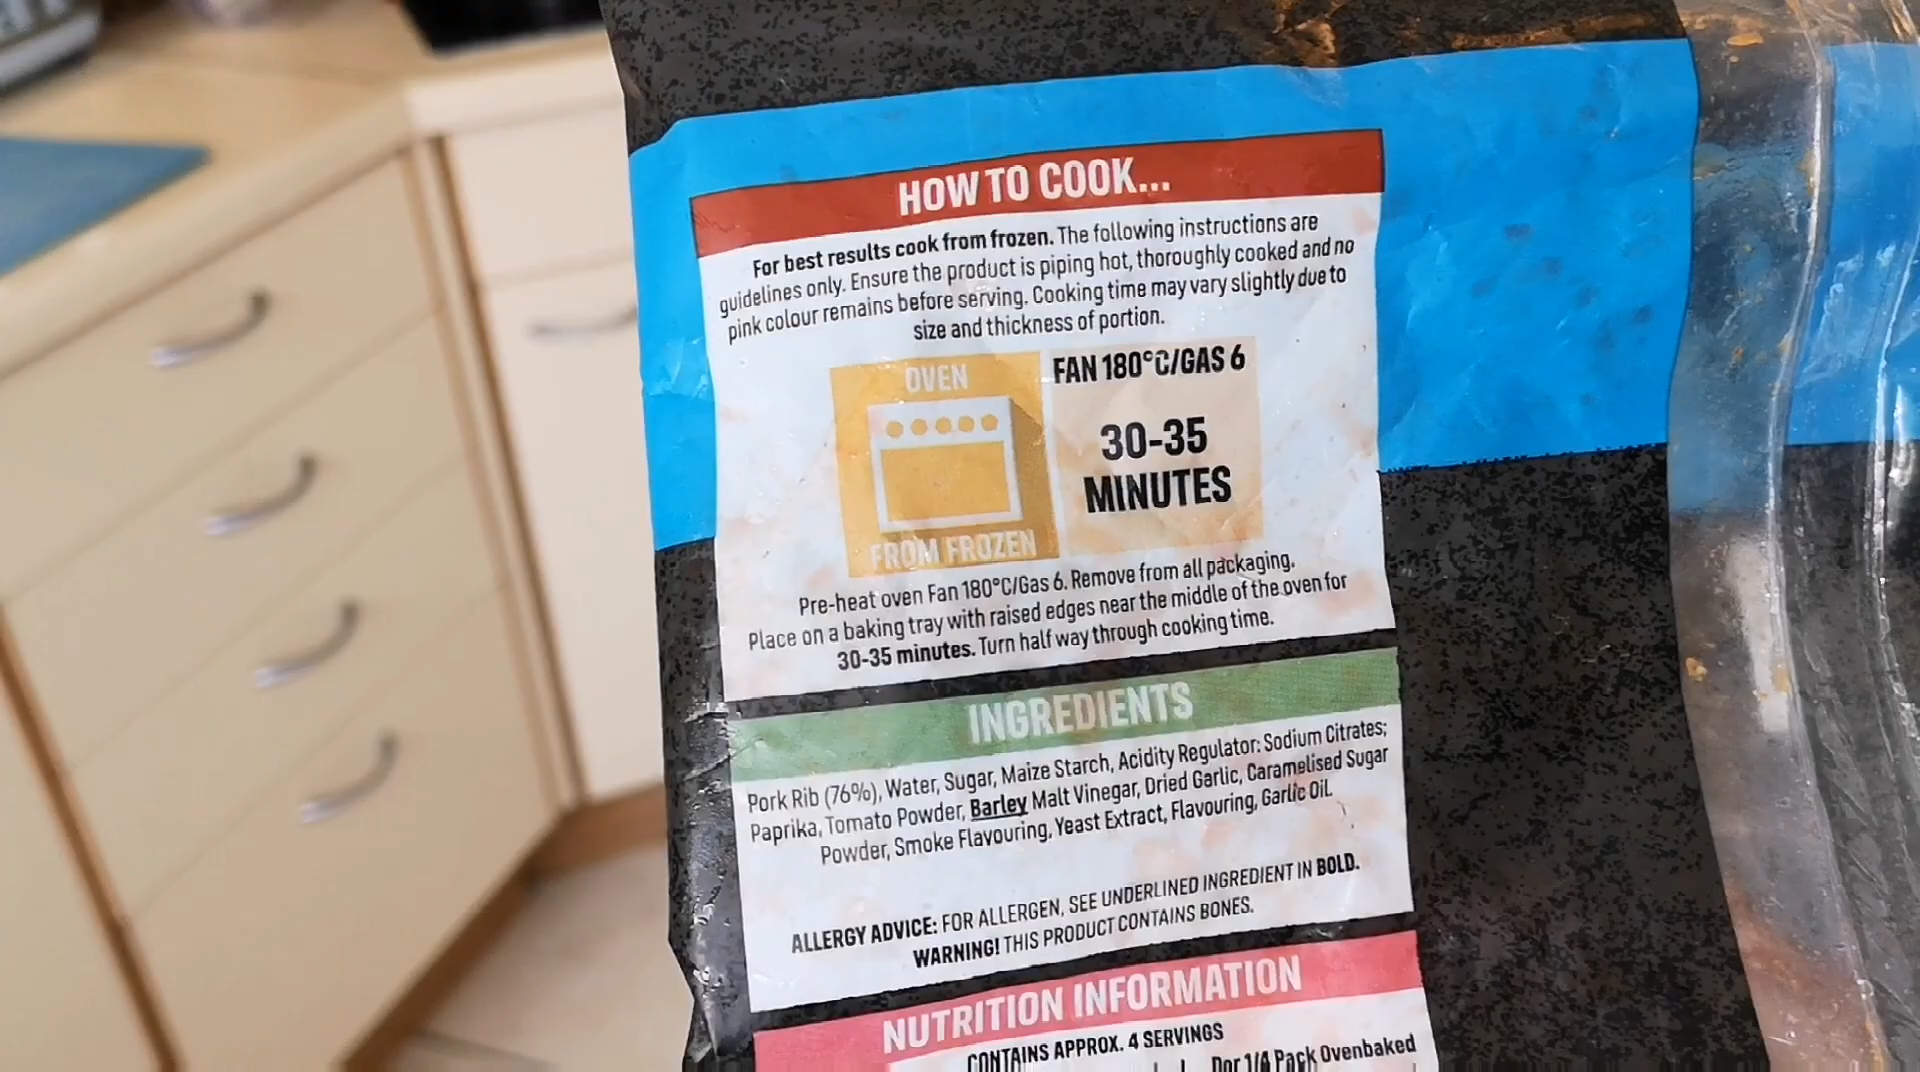 HOW TO COOK...
For best results cook from frozen. The following instructions are
guidelines only. Ensure the product is piping hot, thoroughly cooked and no
pink colour remains before serving. Cooking time may vary slightly due to
size and thickness of portion.
OVEN
FROM FROZEN
FAN 180°C/GAS 6
30-35
MINUTES
Pre-heat oven Fan 180°C/Gas 6. Remove from all packaging.
Place on a baking tray with raised edges near the middle of the oven for
30-35 minutes. Turn half way through cooking time.
INGREDIENTS
Pork Rib (76%), Water, Sugar, Maize Starch, Acidity Regulator: Sodium Citrates;
Paprika, Tomato Powder, Barley Malt Vinegar, Dried Garlic, Caramelised Sugar
Powder, Smoke Flavouring, Yeast Extract, Flavouring, Garlic Oil.
ALLERGY ADVICE: FOR ALLERGEN, SEE UNDERLINED INGREDIENT IN BOLD.
WARNING! THIS PRODUCT CONTAINS BONES.
NUTRITION INFORMATION
CONTAINS APPROX. 4 SERVINGS
Per 1/4 Pack Ovenbaked